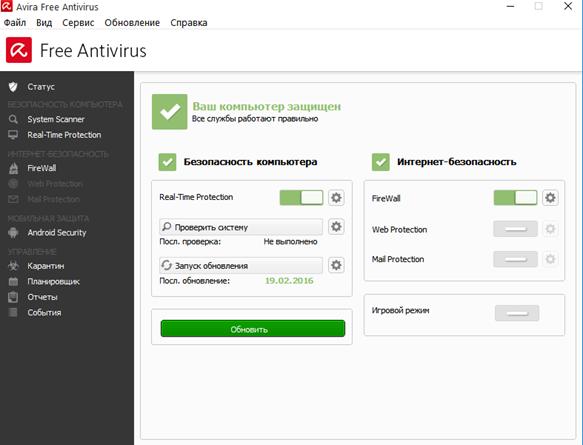 Avira Free Antivirus
Файл Вид Сервис Обновление Справка
Free Antivirus
Статус
БЕЗОПАСНОСТЬ КОМПЬЮТЕРА
System Scanner
Real-Time Protection
ИНТЕРНЕТ-БЕЗОПАСНОСТЬ
FireWall
Web Protection
Mail Protection
МОБИЛЬНАЯ ЗАЩИТА
Android Security
УПРАВЛЕНИЕ
Карантин
Планировщик
Отчеты
События
Ваш компьютер защищен
Все службы работают правильно
Безопасность компьютера
Real-Time Protection
Проверить систему
Посл. проверка: Не выполнено
Запуск обновления
Посл. обновление: 19.02.2016
Обновить
Интернет-безопасность
FireWall
Web Protection
Mail Protection
Игровой режим